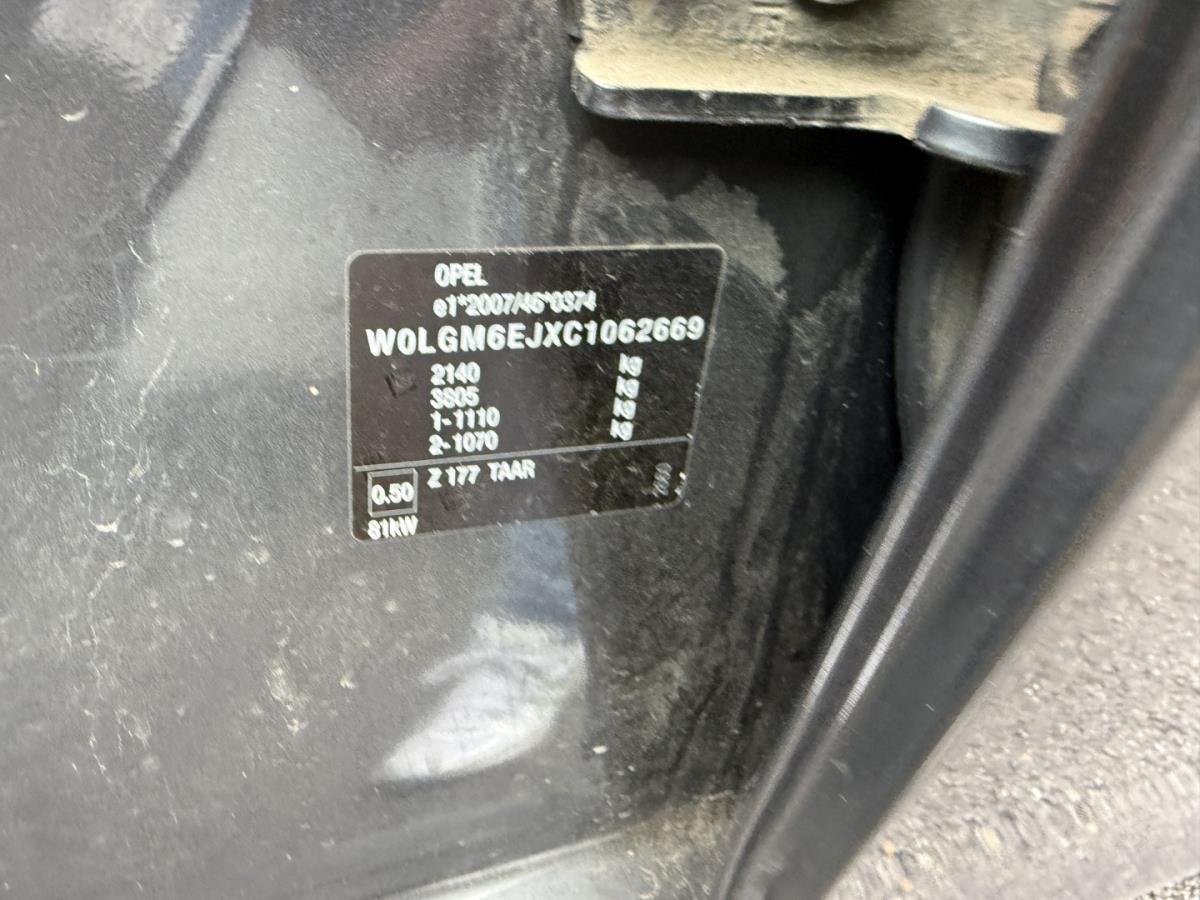 OPEL
e1*2007/46*0374
W0LGM6EJXC1062669
2140 kg
3805 kg
1-1110 kg
2-1070 kg
Z 177 TAAR
0.50
81kW